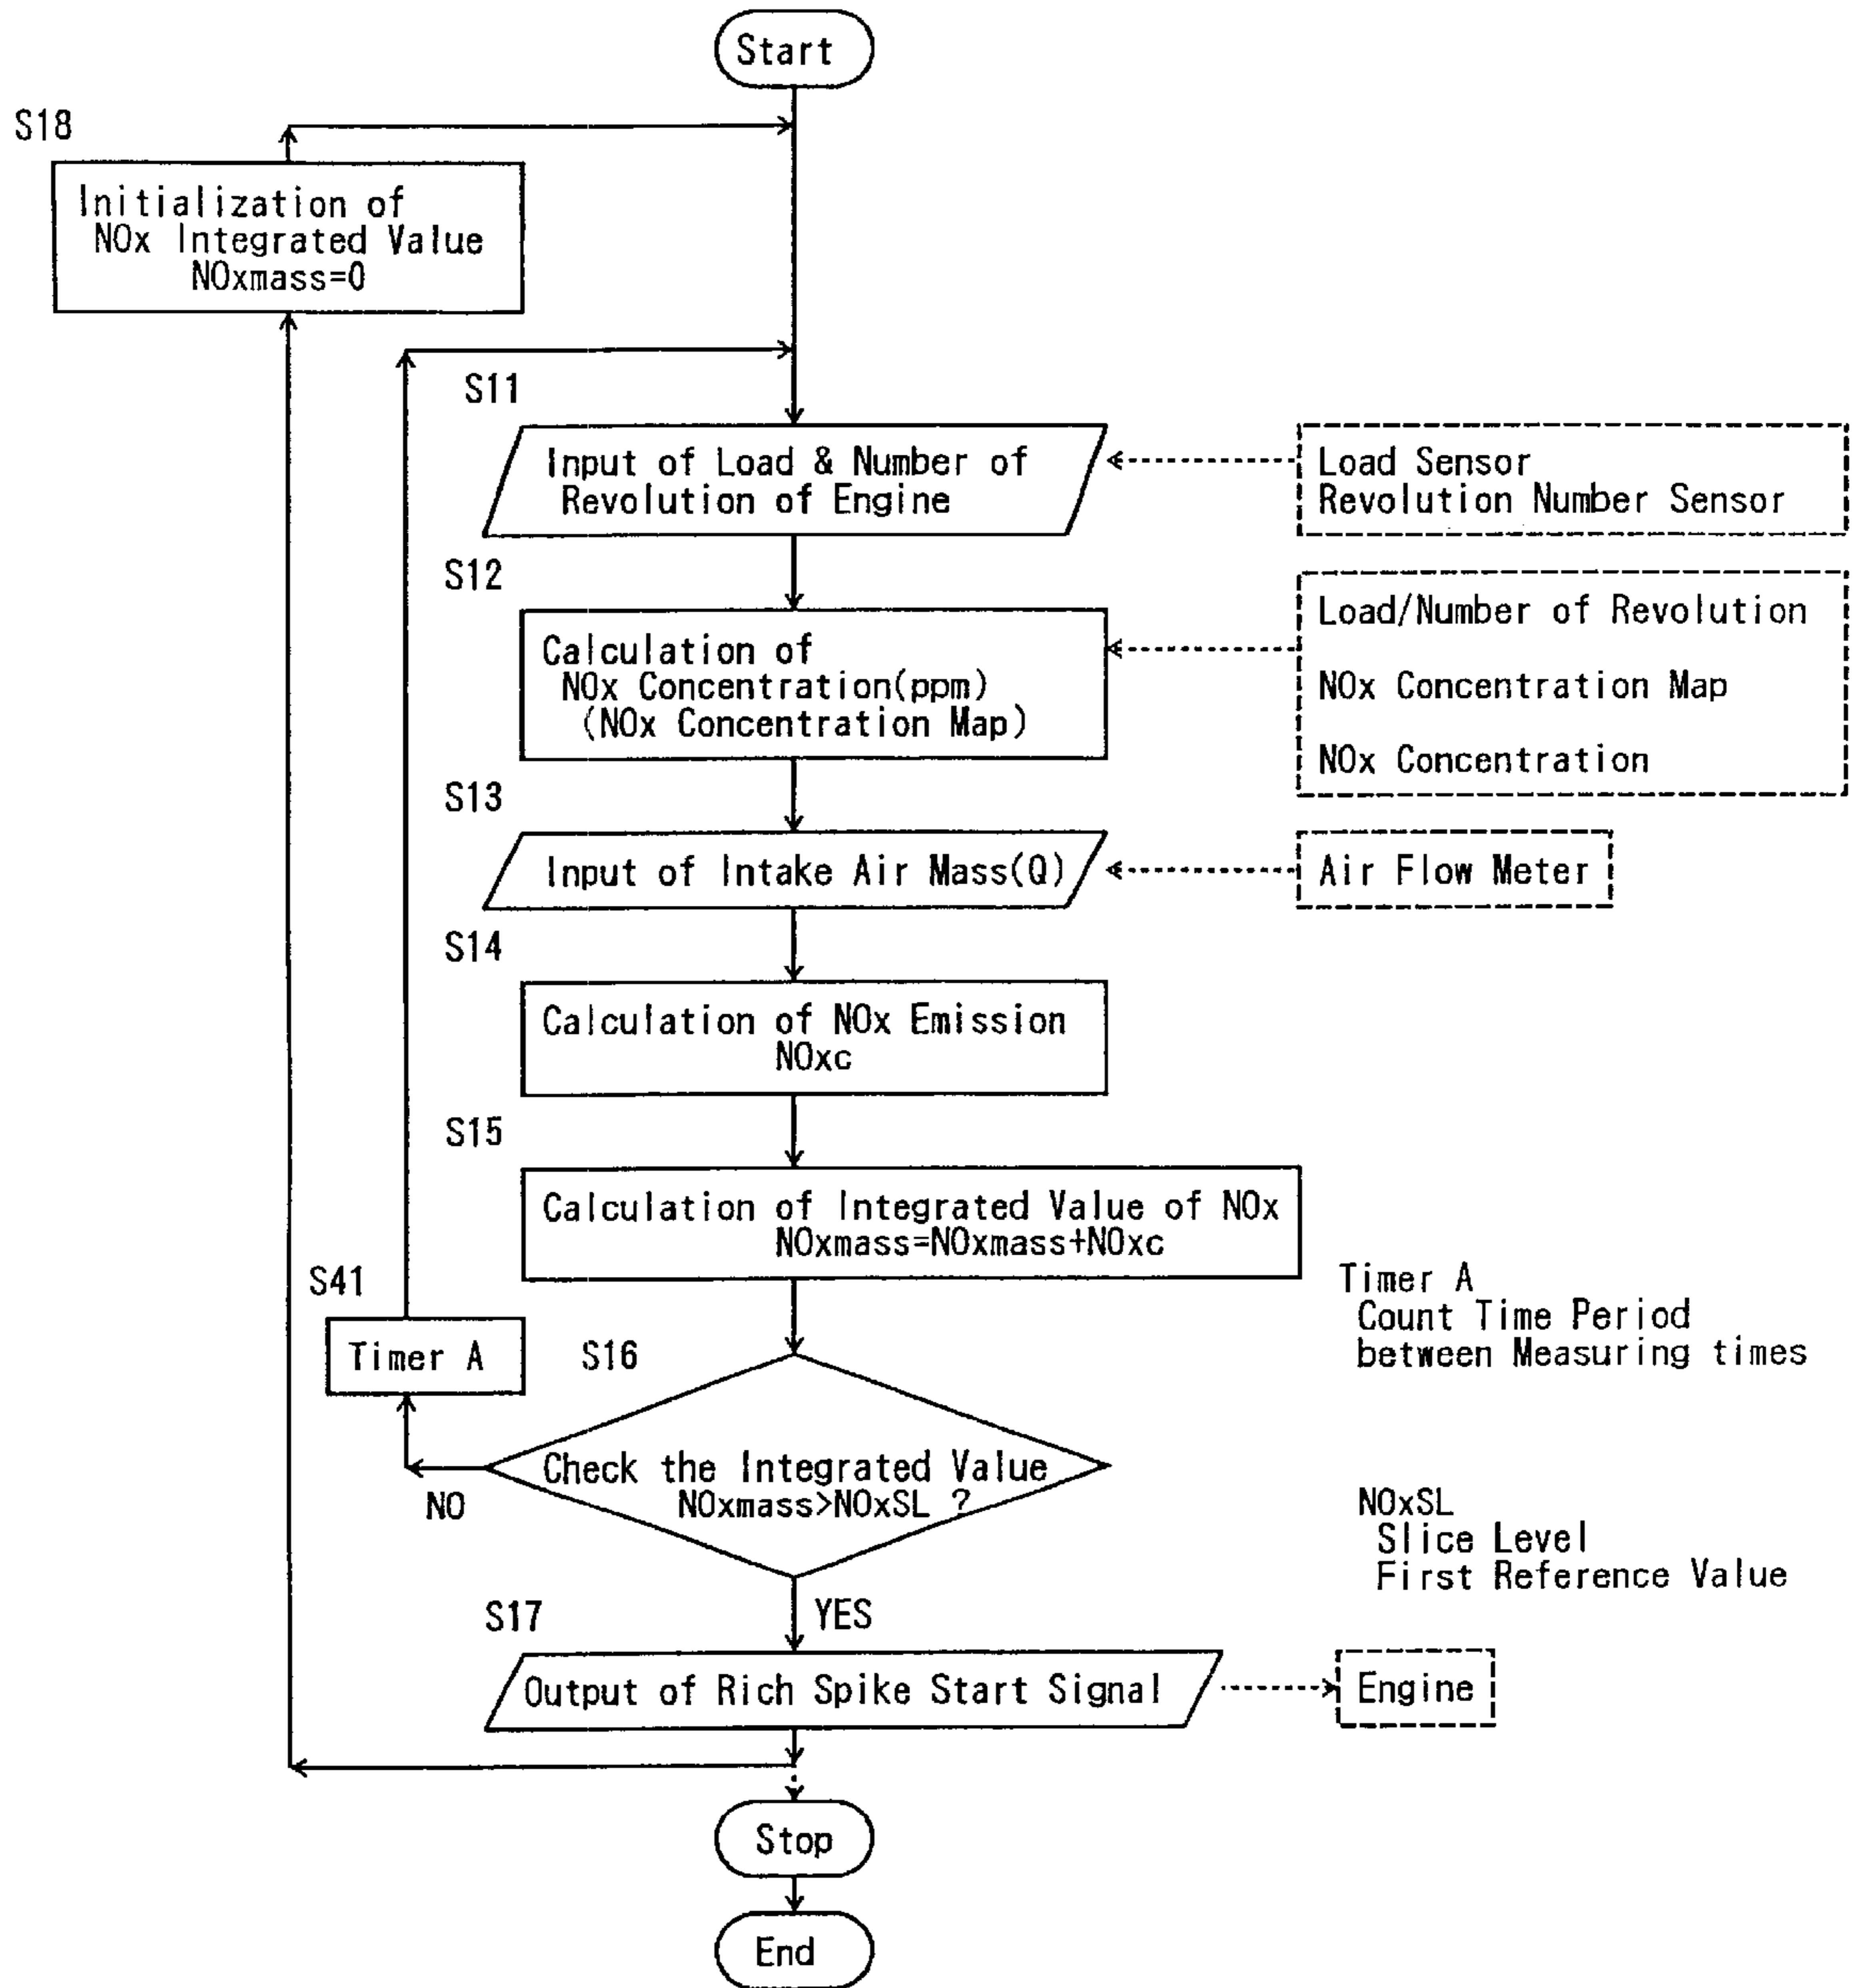 Start
S18
Initialization of
NOx Integrated Value
NOxmass=0
S11
Input of Load & Number of
Revolution of Engine
Load Sensor
Revolution Number Sensor
S12
Calculation of
NOx Concentration(ppm)
(NOx Concentration Map)
Load/Number of Revolution
NOx Concentration Map
NOx Concentration
S13
Input of Intake Air Mass(Q)
Air Flow Meter
S14
Calculation of NOx Emission
NOxc
S15
Calculation of Integrated Value of NOx
NOxmass=NOxmass+NOxc
S41
Timer A
Timer A
Count Time Period
between Measuring times
S16
Check the Integrated Value
NOxmass>NOxSL ?
NO
NOxSL
Slice Level
First Reference Value
YES
S17
Output of Rich Spike Start Signal
Engine
Stop
End